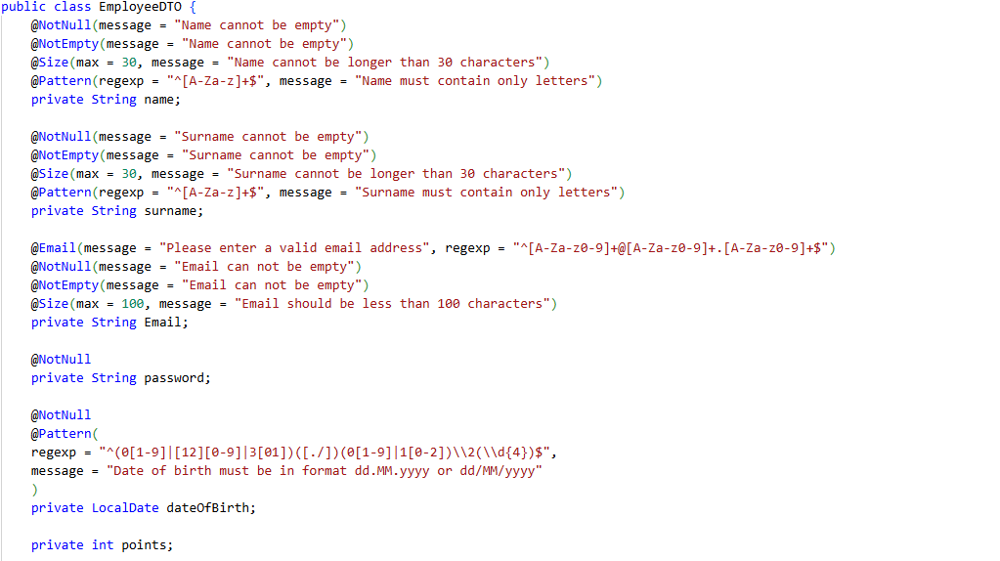 public class EmployeeDTO {
@NotNull(message = "Name cannot be empty")
@NotEmpty(message = "Name cannot be empty")
@Size(max = 30, message = "Name cannot be longer than 30 characters")
@Pattern(regexp = "^[A-Za-z]+$", message = "Name must contain only letters")
private String name;
@NotNull(message = "Surname cannot be empty")
@NotEmpty(message = "Surname cannot be empty")
@Size(max = 30, message = "Surname cannot be longer than 30 characters")
@Pattern(regexp = "^[A-Za-z]+$", message = "Surname must contain only letters")
private String surname;
@Email(message = "Please enter a valid email address", regexp = "^[A-Za-z0-9]+@[A-Za-z0-9]+.[A-Za-z0-9]+$")
@NotNull(message = "Email can not be empty")
@NotEmpty(message = "Email can not be empty")
@Size(max = 100, message = "Email should be less than 100 characters")
private String Email;
@NotNull
private String password;
@NotNull
@Pattern(
regexp = "^(0[1-9]|[12][0-9]|3[01])([./])(0[1-9]|1[0-2])\\2(\\d{4})$",
message = "Date of birth must be in format dd.MM.yyyy or dd/MM/yyyy"
)
private LocalDate dateOfBirth;
private int points;